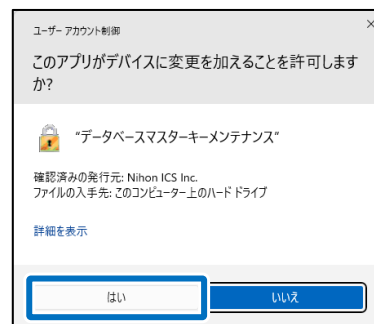 ユーザー アカウント制御
このアプリがデバイスに変更を加えることを許可します
か?
"データベースマスターキーメンテナンス"
確認済みの発行元: Nihon ICS Inc.
ファイルの入手先: このコンピューター上のハード ドライブ
詳細を表示
はい
いいえ